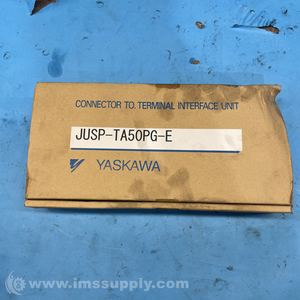 CONNECTOR TO TERMINAL INTERFACE UNIT
JUSP-TA50PG-E
YASKAWA
© www.imssupply.com